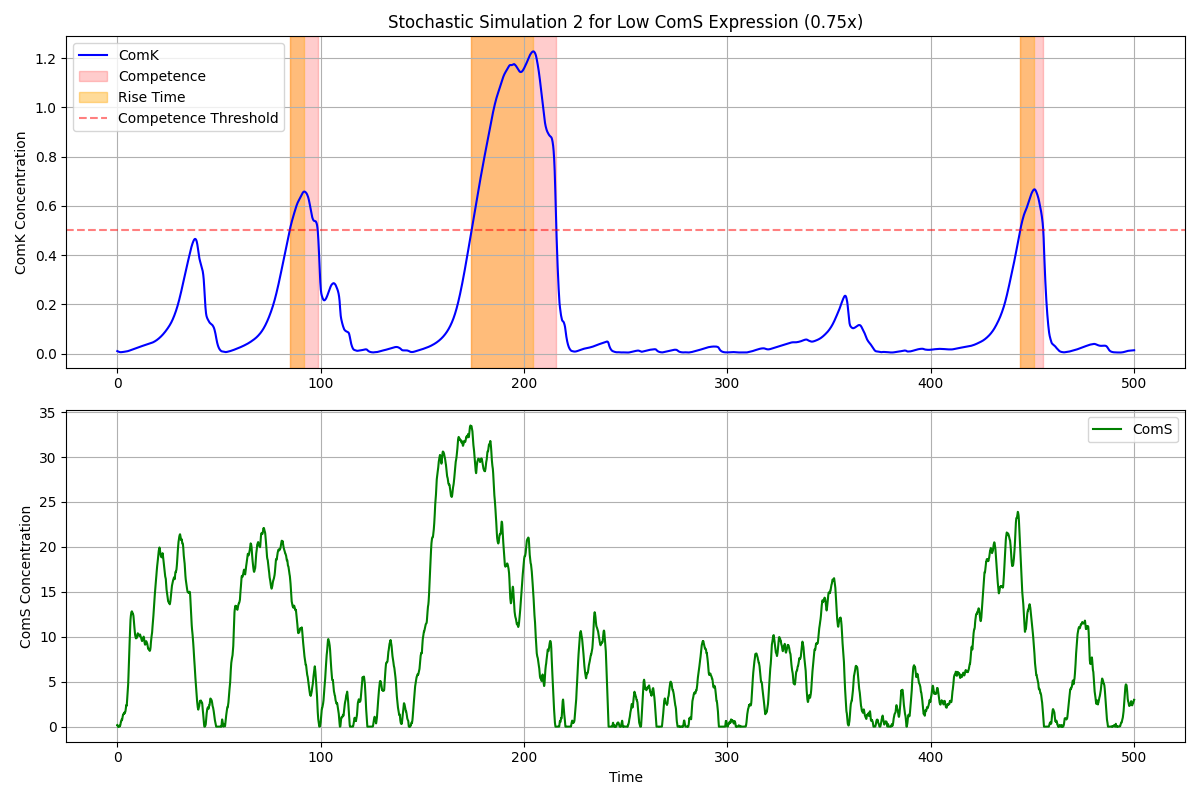 Stochastic Simulation 2 for Low ComS Expression (0.75x)
ComK
Competence
Rise Time
Competence Threshold
ComK Concentration
1.2
1.0
0.8
0.6
0.4
0.2
0.0
0 100 200 300 400 500
ComS
ComS Concentration
35
30
25
20
15
10
5
0
0 100 200 300 400 500
Time